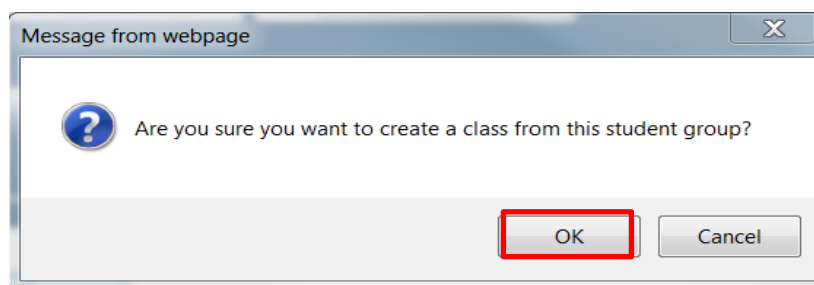 Message from webpage
Are you sure you want to create a class from this student group?
OK
Cancel